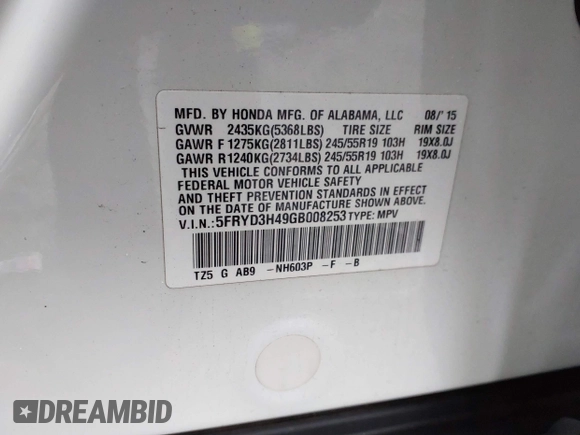 MFD. BY HONDA MFG. OF ALABAMA, LLC 08/'15
GVWR 2435KG(5368LBS) TIRE SIZE RIM SIZE
GAWR F 1275KG(2811LBS) 245/55R19 103H 19X8.0J
GAWR R1240KG(2734LBS) 245/55R19 103H 19X8.0J
THIS VEHICLE CONFORMS TO ALL APPLICABLE
FEDERAL MOTOR VEHICLE SAFETY
AND THEFT PREVENTION STANDARDS IN EFFECT ON
THE DATE OF MANUFACTURE SHOWN ABOVE.
V.I.N.: 5FRYD3H49GB008253 TYPE: MPV
TZ5 G AB9 -NH603P -F -B
DREAMBID